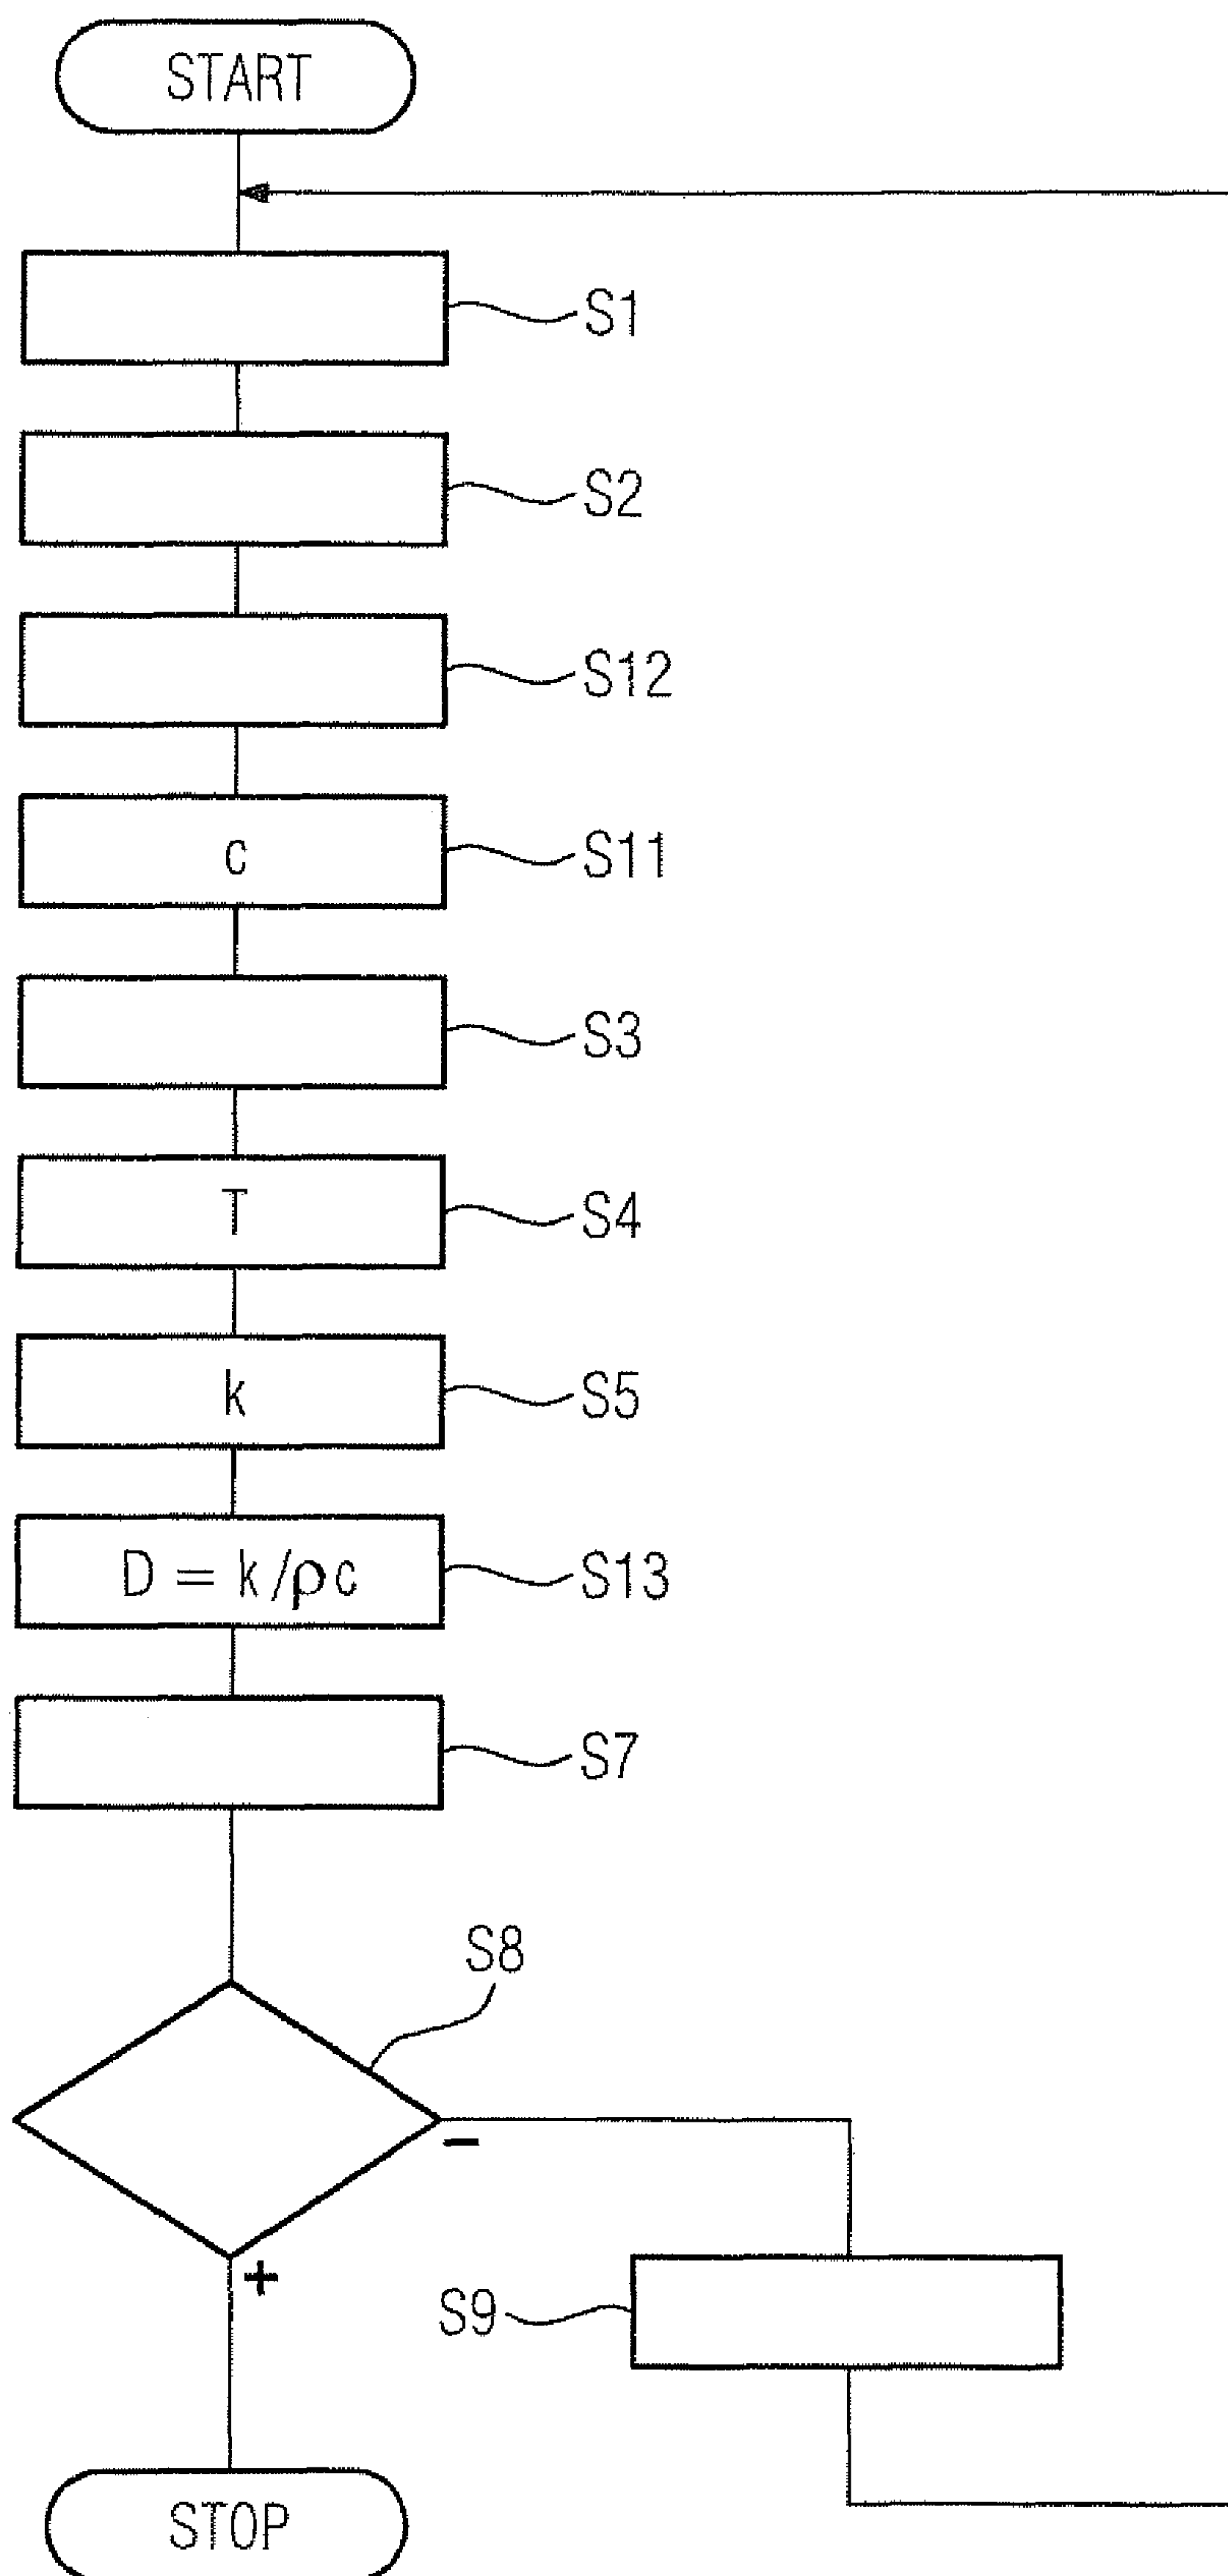 START
S1
S2
S12
c
S11
S3
T
S4
k
S5
D = k/ρc
S13
S7
S8
−
+
S9
STOP